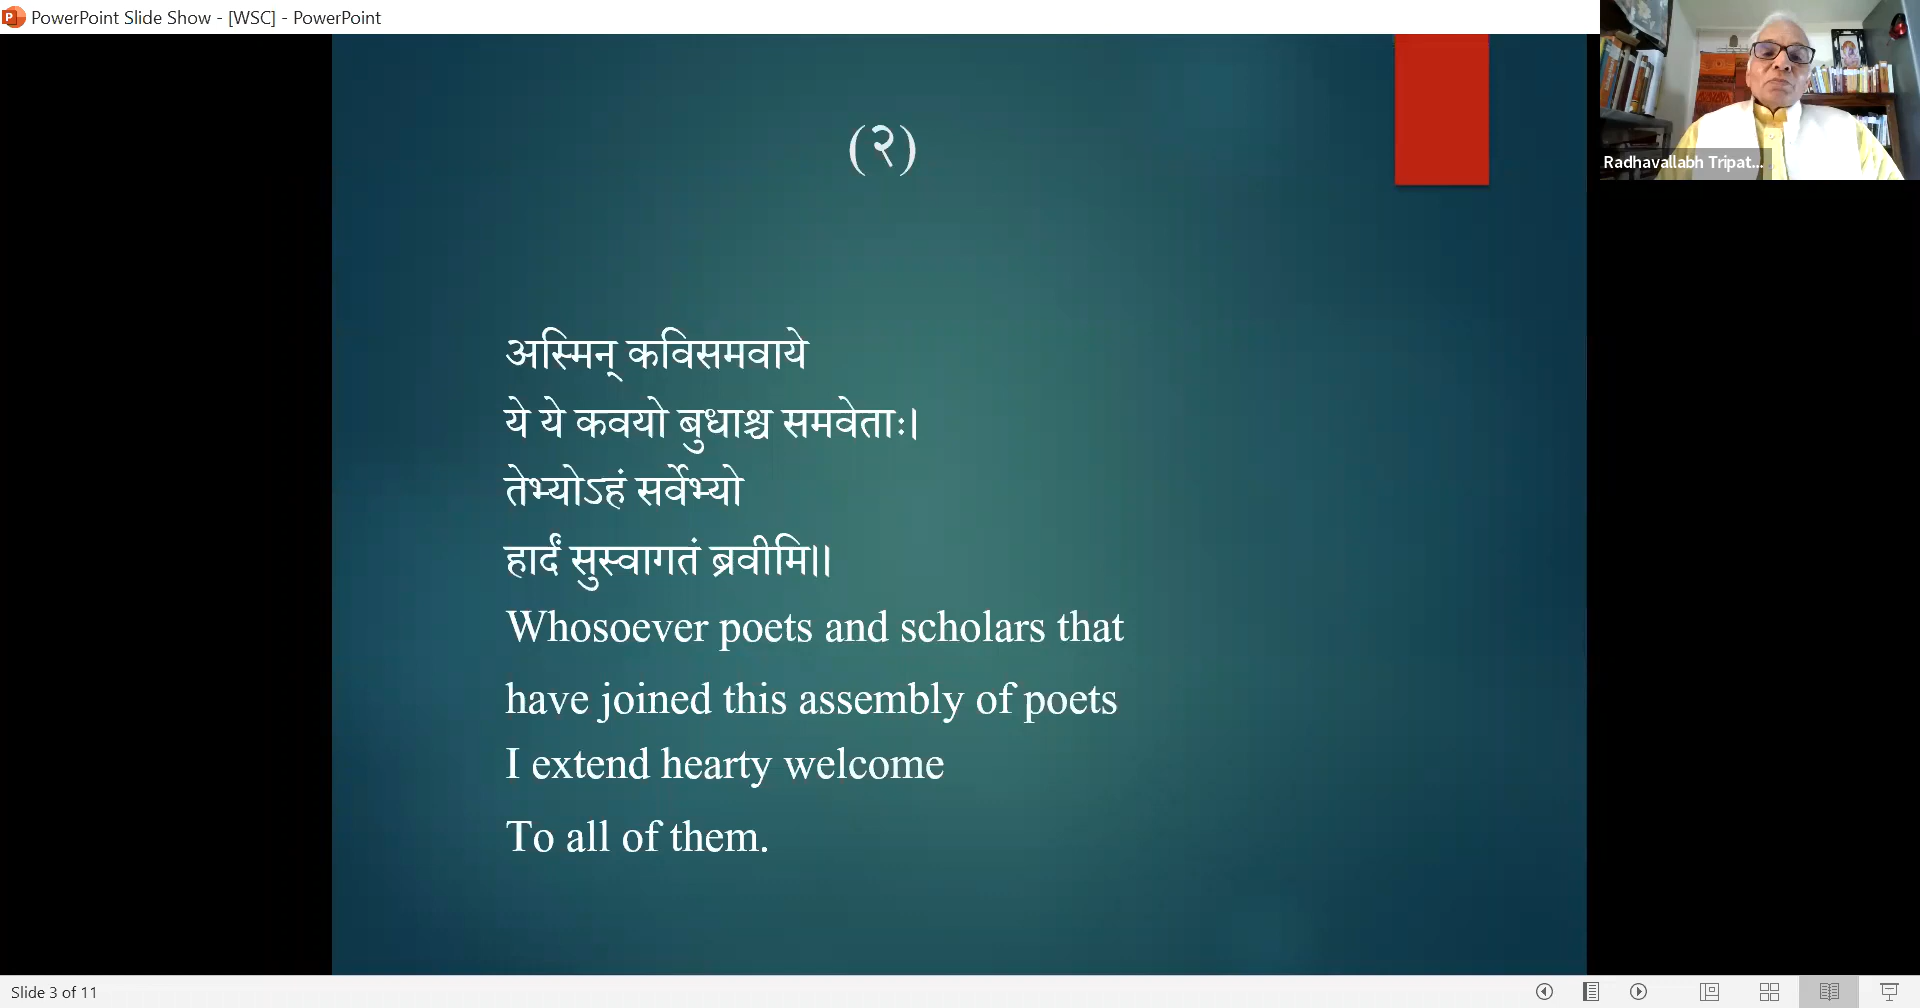 PowerPoint Slide Show - [WSC] - PowerPoint
Radhavallabh Tripat...
(२)
अस्मिन् कविसमवाये
ये ये कवयो बुधाश्च समवेताः।
तेभ्योऽहं सर्वेभ्यो
हार्दं सुस्वागतं ब्रवीमि॥
Whosoever poets and scholars that
have joined this assembly of poets
I extend hearty welcome
To all of them.
Slide 3 of 11